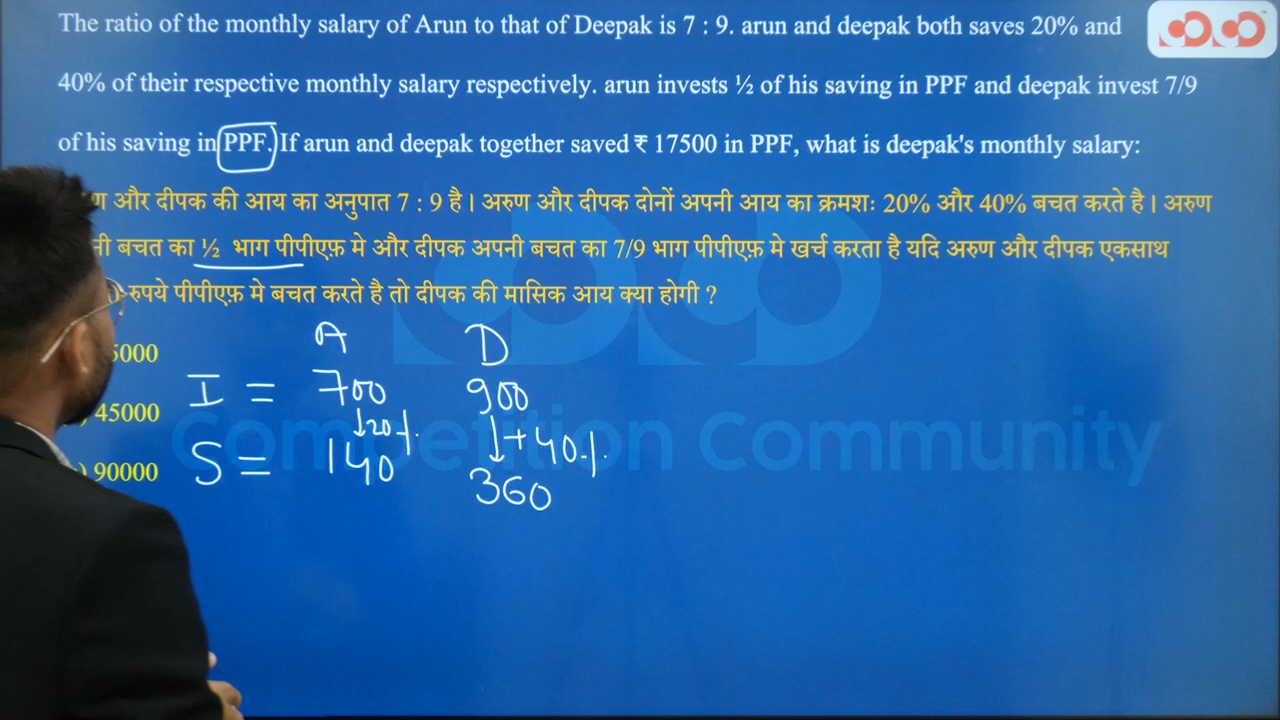 The ratio of the monthly salary of Arun to that of Deepak is 7 : 9. arun and deepak both saves 20% and
40% of their respective monthly salary respectively. arun invests ½ of his saving in PPF and deepak invest 7/9
of his saving in PPF. If arun and deepak together saved ₹ 17500 in PPF, what is deepak's monthly salary:
और दीपक की आय का अनुपात 7 : 9 है। अरुण और दीपक दोनों अपनी आय का क्रमशः 20% और 40% बचत करते है। अरुण
बचत का ½ भाग पीपीएफ़ मे और दीपक अपनी बचत का 7/9 भाग पीपीएफ़ मे खर्च करता है यदि अरुण और दीपक एकसाथ
रुपये पीपीएफ़ मे बचत करते है तो दीपक की मासिक आय क्या होगी ?
A D
5000
I = 700 900
↓20% ↓+40%
45000
S = 140 360
90000
Competition Community